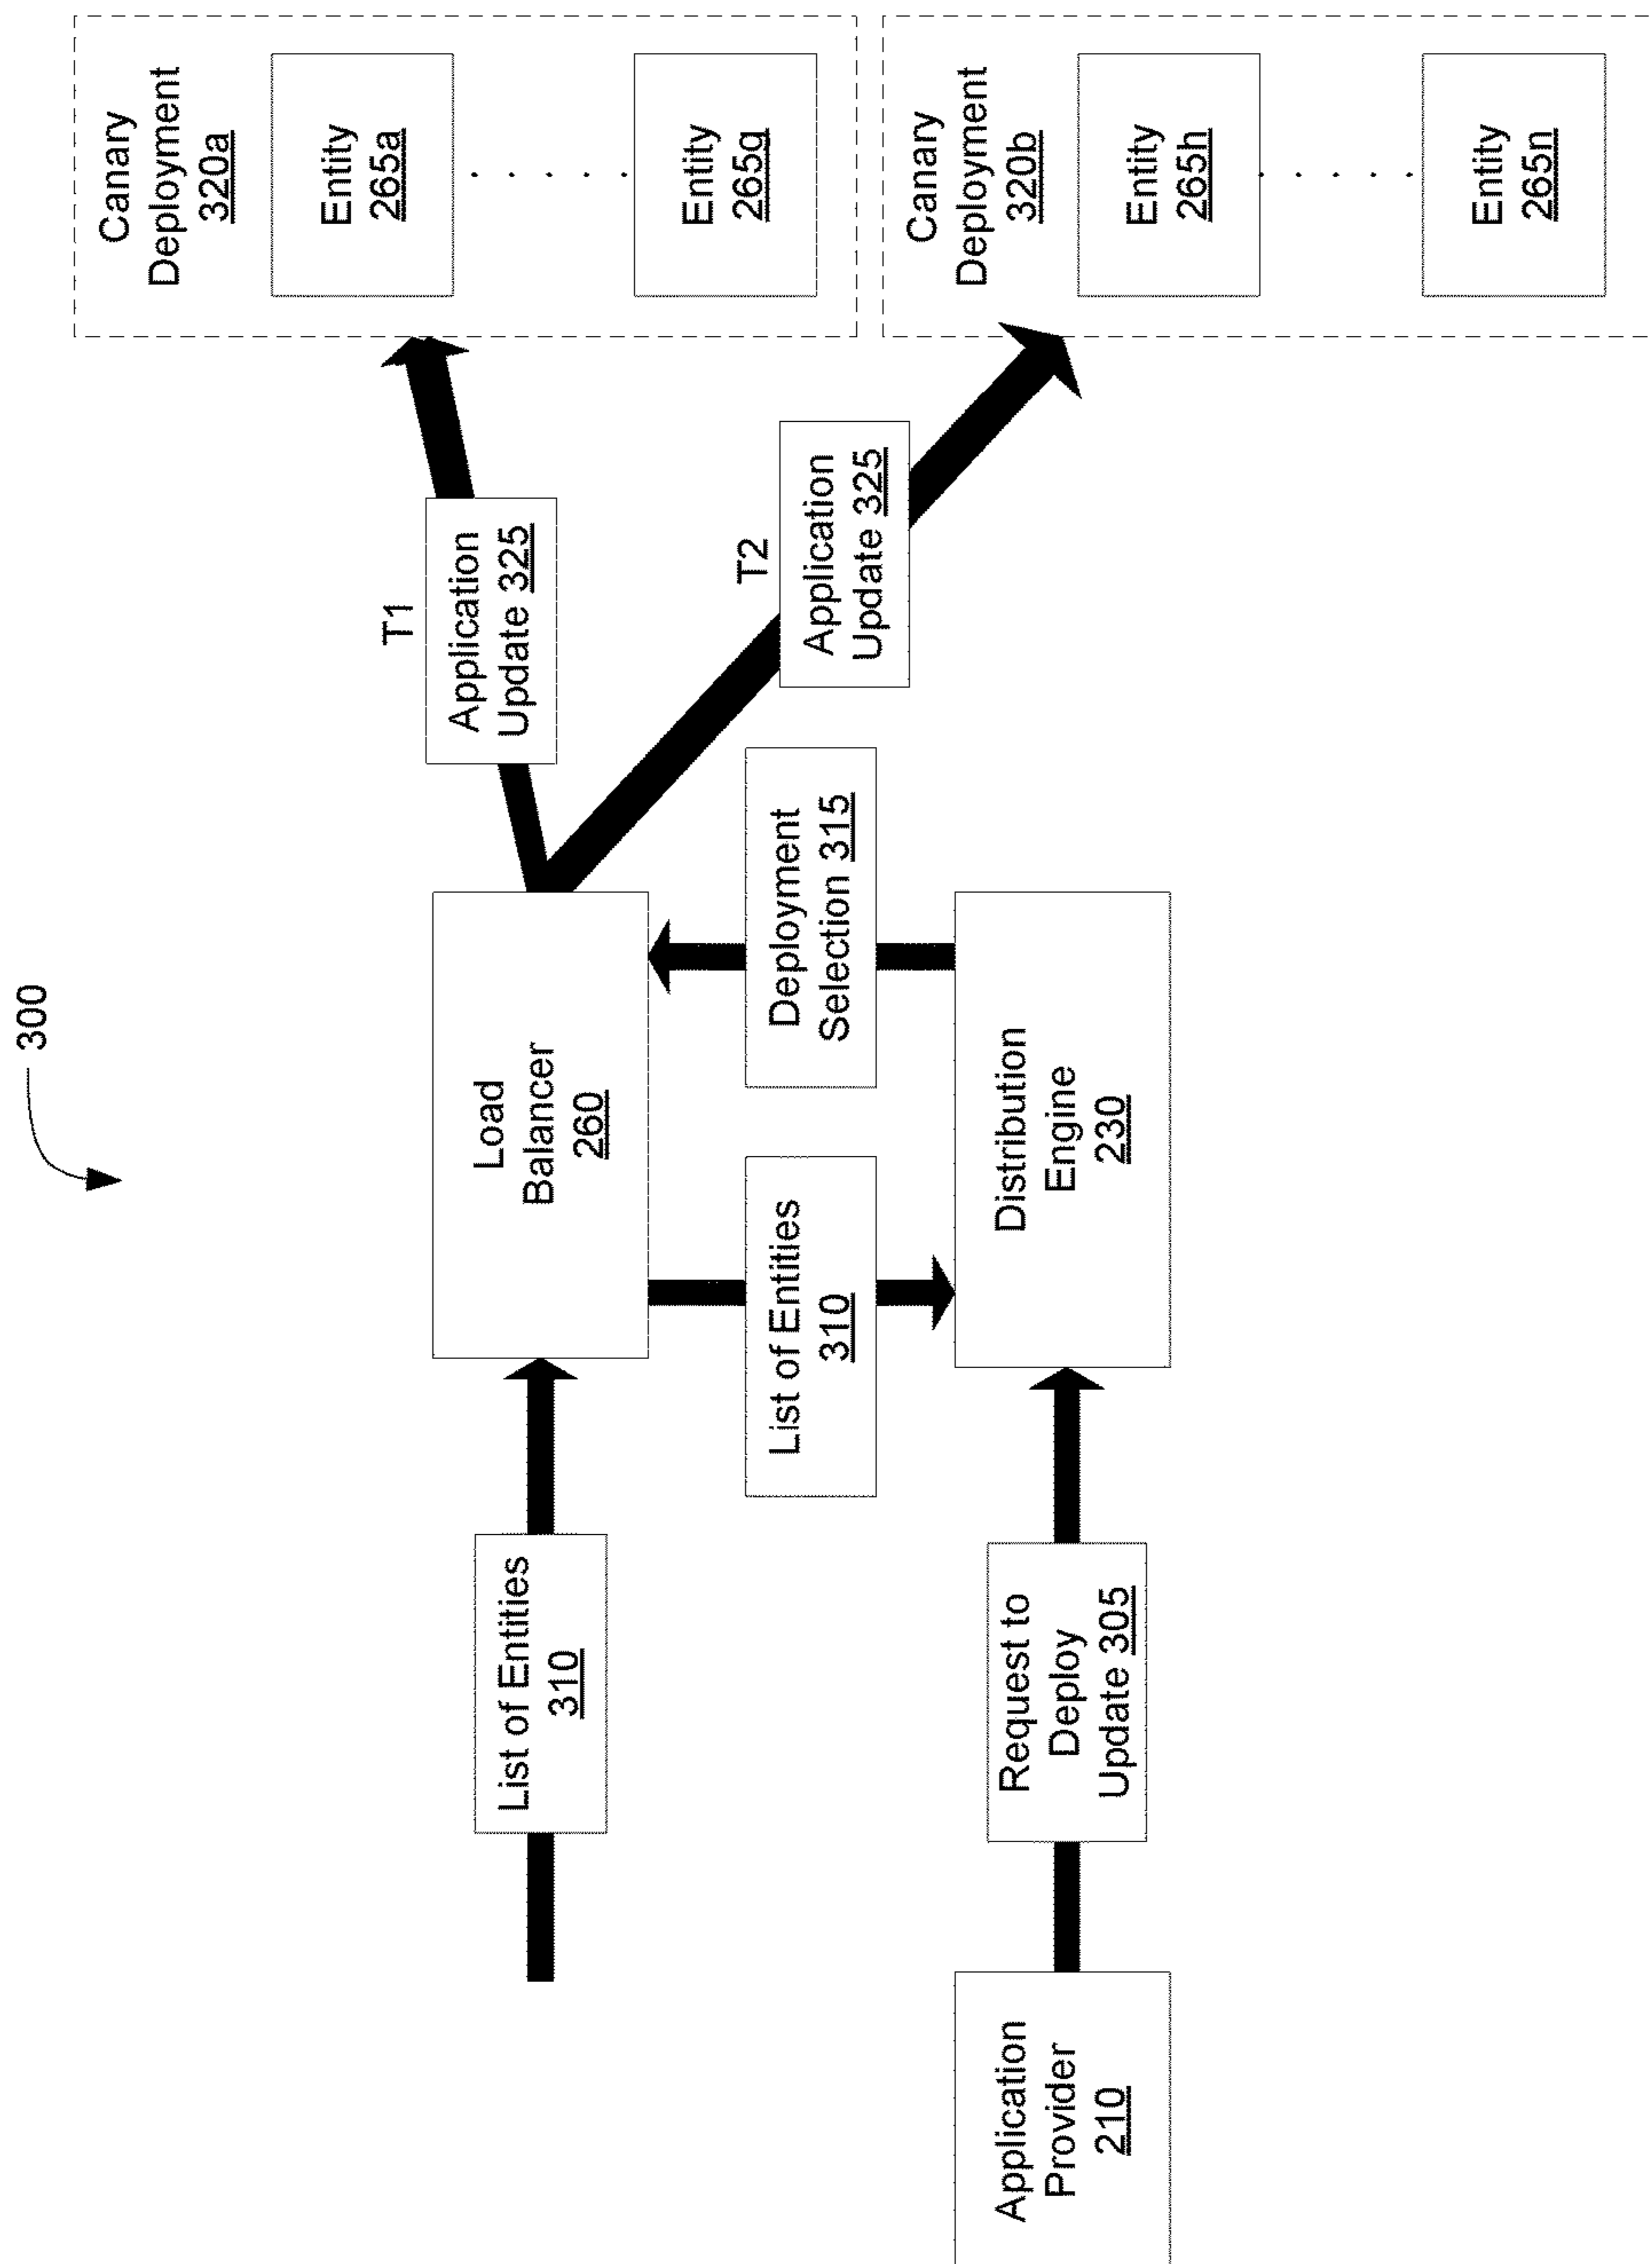 300
List of Entities
310
Load
Balancer
260
T1
Application
Update 325
Canary
Deployment
320a
Entity
265a
Entity
265g
List of Entities
310
Deployment
Selection 315
T2
Application
Update 325
Canary
Deployment
320b
Entity
265h
Entity
265n
Application
Provider
210
Request to
Deploy
Update 305
Distribution
Engine
230